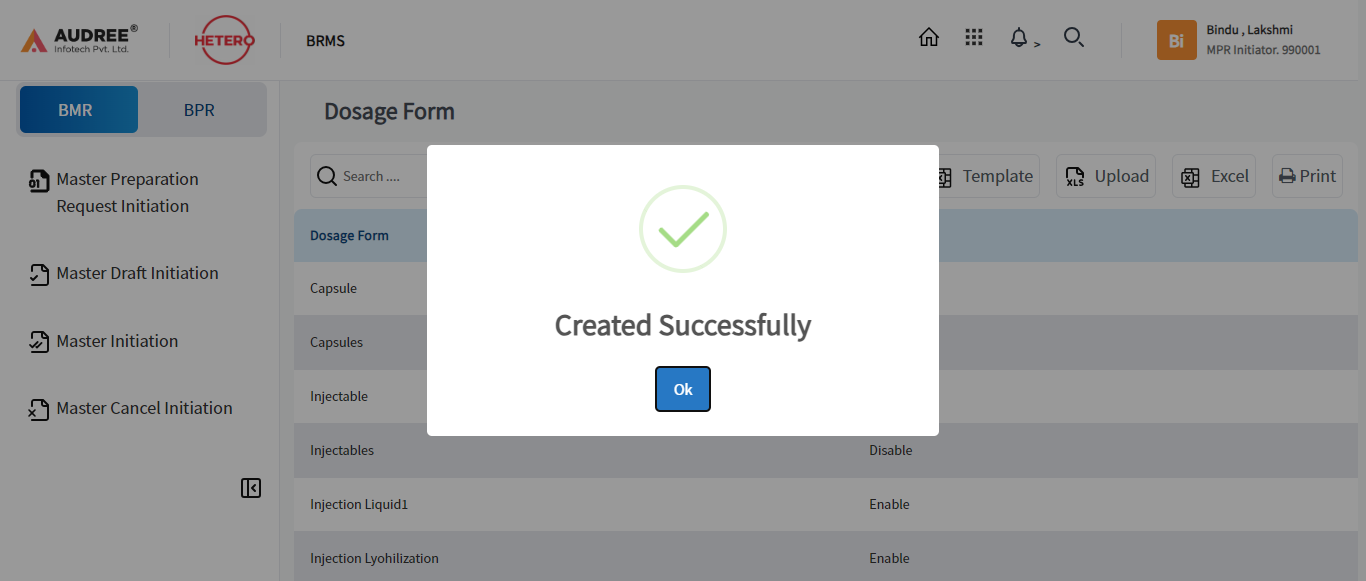 AUDREE®
Infotech Pvt. Ltd.
HETERO
BRMS
>
Bi
Bindu , Lakshmi
MPR Initiator. 990001
BMR
BPR
Dosage Form
Master Preparation
Request Initiation
Master Draft Initiation
Master Initiation
Master Cancel Initiation
Search ....
Template
XLS
Upload
Excel
Print
Dosage Form
Capsule
Capsules
Injectable
Injectables
Disable
Injection Liquid1
Enable
Injection Lyohilization
Enable
Created Successfully
Ok